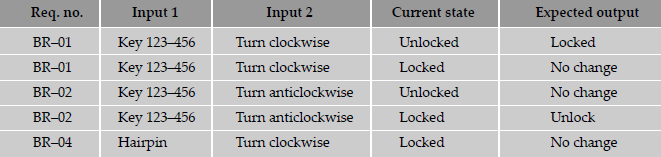 Req. no. Input 1 Input 2 Current state Expected output
BR–01 Key 123–456 Turn clockwise Unlocked Locked
BR–01 Key 123–456 Turn clockwise Locked No change
BR–02 Key 123–456 Turn anticlockwise Unlocked No change
BR–02 Key 123–456 Turn anticlockwise Locked Unlock
BR–04 Hairpin Turn clockwise Locked No change